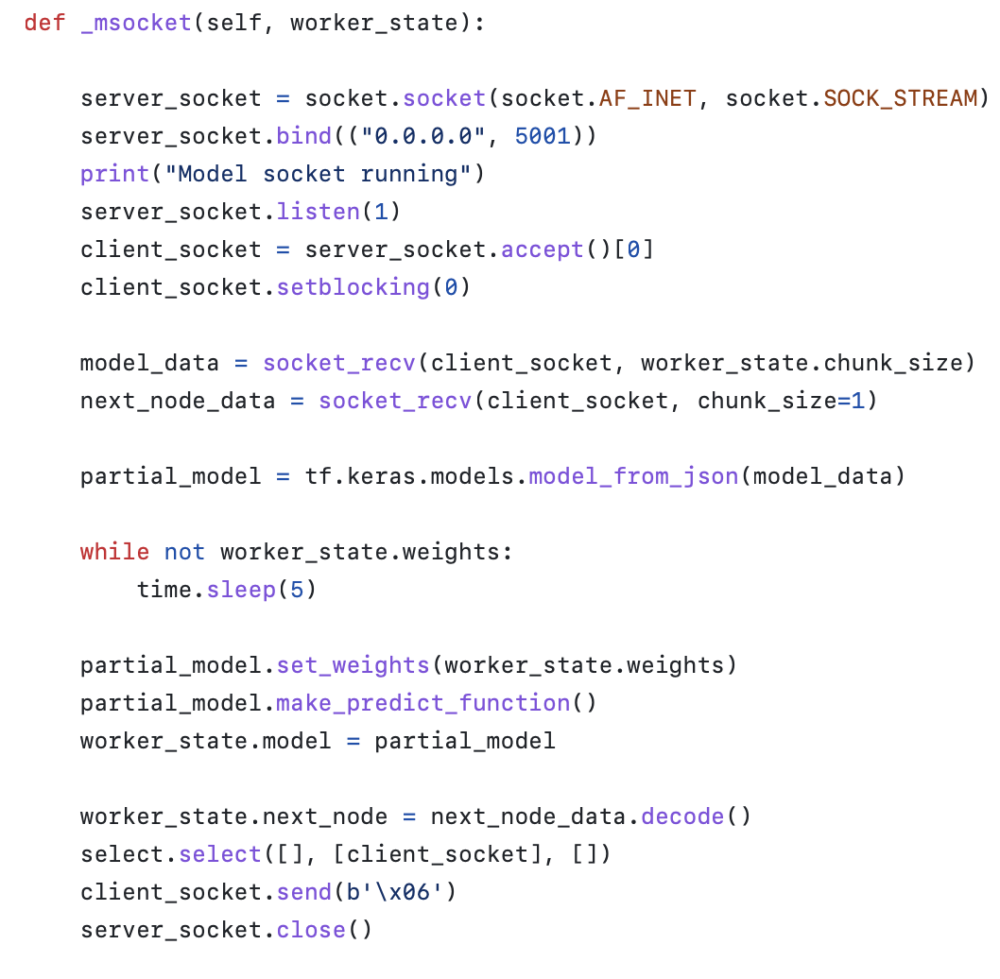 def _msocket(self, worker_state):
server_socket = socket.socket(socket.AF_INET, socket.SOCK_STREAM)
server_socket.bind(("0.0.0.0", 5001))
print("Model socket running")
server_socket.listen(1)
client_socket = server_socket.accept()[0]
client_socket.setblocking(0)
model_data = socket_recv(client_socket, worker_state.chunk_size)
next_node_data = socket_recv(client_socket, chunk_size=1)
partial_model = tf.keras.models.model_from_json(model_data)
while not worker_state.weights:
time.sleep(5)
partial_model.set_weights(worker_state.weights)
partial_model.make_predict_function()
worker_state.model = partial_model
worker_state.next_node = next_node_data.decode()
select.select([], [client_socket], [])
client_socket.send(b'\x06')
server_socket.close()